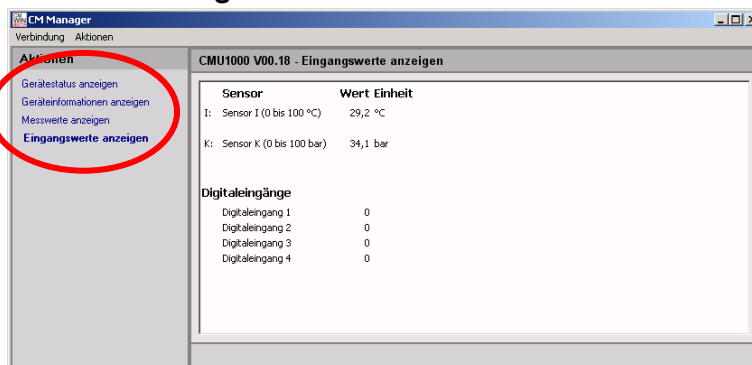 CM Manager
Verbindung Aktionen
Aktionen
Gerätestatus anzeigen
Geräteinformationen anzeigen
Messwerte anzeigen
Eingangswerte anzeigen
CMU1000 V00.18 - Eingangswerte anzeigen
Sensor Wert Einheit
I: Sensor I (0 bis 100 °C) 29,2 °C
K: Sensor K (0 bis 100 bar) 34,1 bar
Digitaleingänge
Digitaleingang 1 0
Digitaleingang 2 0
Digitaleingang 3 0
Digitaleingang 4 0